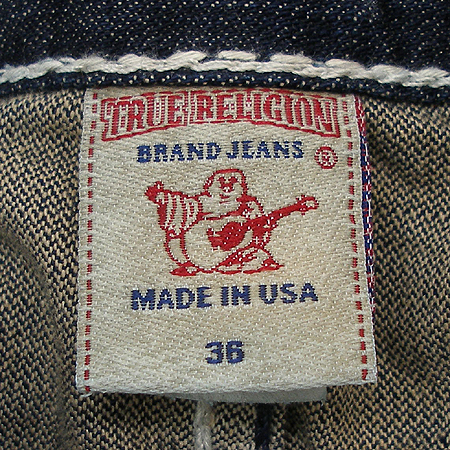 TRUE RELIGION
BRAND JEANS ®
MADE IN USA
36